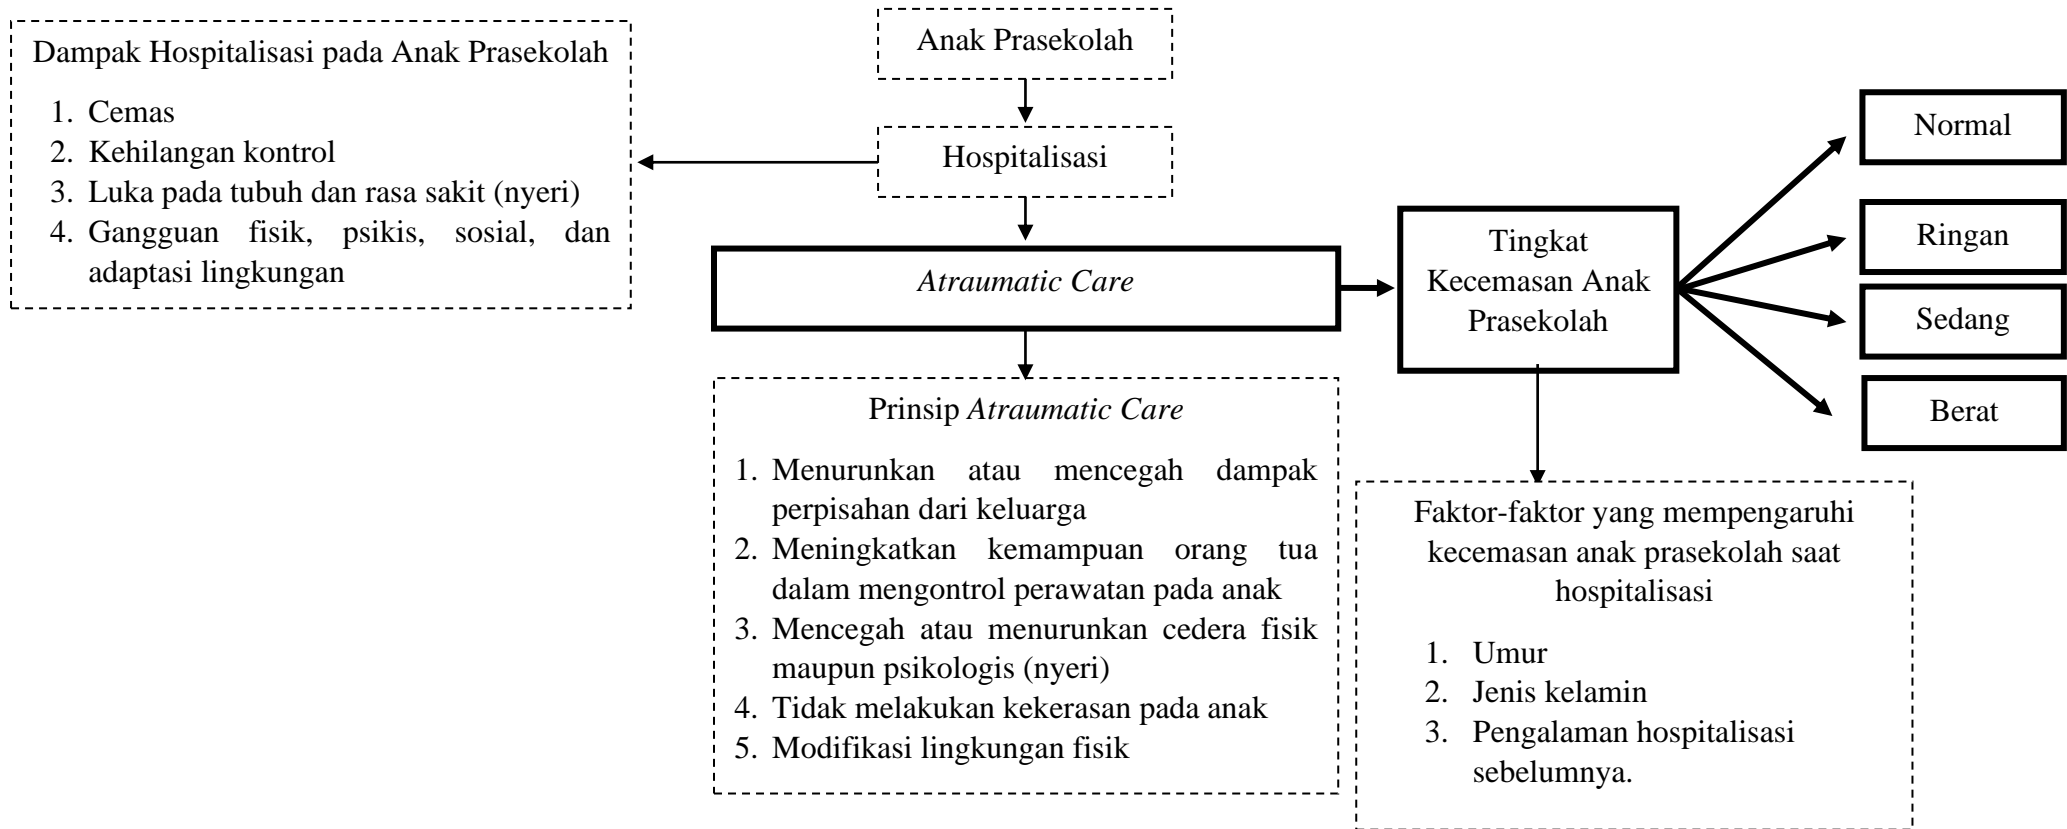 Dampak Hospitalisasi pada Anak Prasekolah
1. Cemas
2. Kehilangan kontrol
3. Luka pada tubuh dan rasa sakit (nyeri)
4. Gangguan fisik, psikis, sosial, dan
adaptasi lingkungan
Anak Prasekolah
Hospitalisasi
Atraumatic Care
Prinsip Atraumatic Care
1. Menurunkan atau mencegah dampak
perpisahan dari keluarga
2. Meningkatkan kemampuan orang tua
dalam mengontrol perawatan pada anak
3. Mencegah atau menurunkan cedera fisik
maupun psikologis (nyeri)
4. Tidak melakukan kekerasan pada anak
5. Modifikasi lingkungan fisik
Tingkat
Kecemasan Anak
Prasekolah
Normal
Ringan
Sedang
Berat
Faktor-faktor yang mempengaruhi
kecemasan anak prasekolah saat
hospitalisasi
1. Umur
2. Jenis kelamin
3. Pengalaman hospitalisasi
sebelumnya.